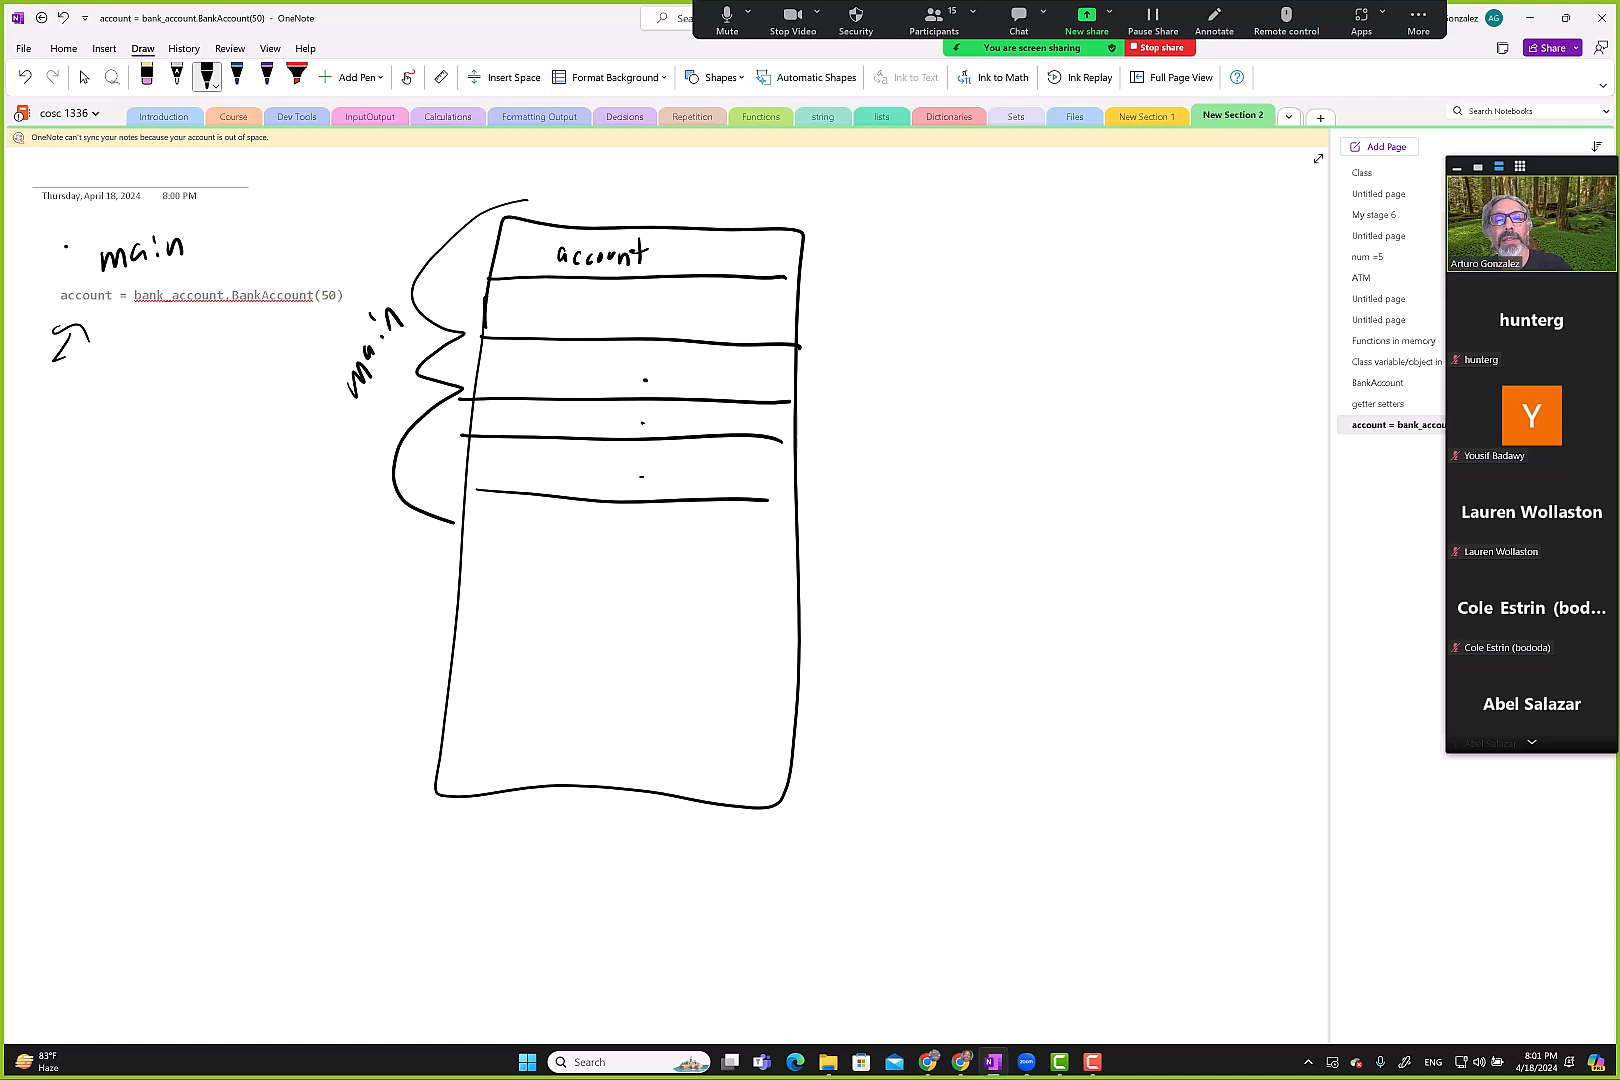 account = bank_account.BankAccount(50) - OneNote
Sea
Gonzalez AG
Mute
Stop Video
Security
Participants 15
Chat
New share
Pause Share
Annotate
Remote control
Apps
More
You are screen sharing
Stop share
File Home Insert Draw History Review View Help
Share
Add Pen
Insert Space
Format Background
Shapes
Automatic Shapes
Ink to Text
Ink to Math
Ink Replay
Full Page View
cosc 1336
Introduction Course Dev Tools InputOutput Calculations Formatting Output Decisions Repetition Functions string lists Dictionaries Sets Files New Section 1 New Section 2
Search Notebooks
OneNote can't sync your notes because your account is out of space.
Thursday, April 18, 2024 8:00 PM
main
account = bank_account.BankAccount(50)
main
account
Add Page
Class
Untitled page
My stage 6
Untitled page
num =5
ATM
Untitled page
Untitled page
Functions in memory
Class variable/object in
BankAccount
getter setters
account = bank_accou
Arturo Gonzalez
hunterg
hunterg
Y
Yousif Badawy
Lauren Wollaston
Lauren Wollaston
Cole Estrin (bod...
Cole Estrin (bododa)
Abel Salazar
Abel Salazar
83°F
Haze
Search
zoom
ENG
8:01 PM
4/18/2024